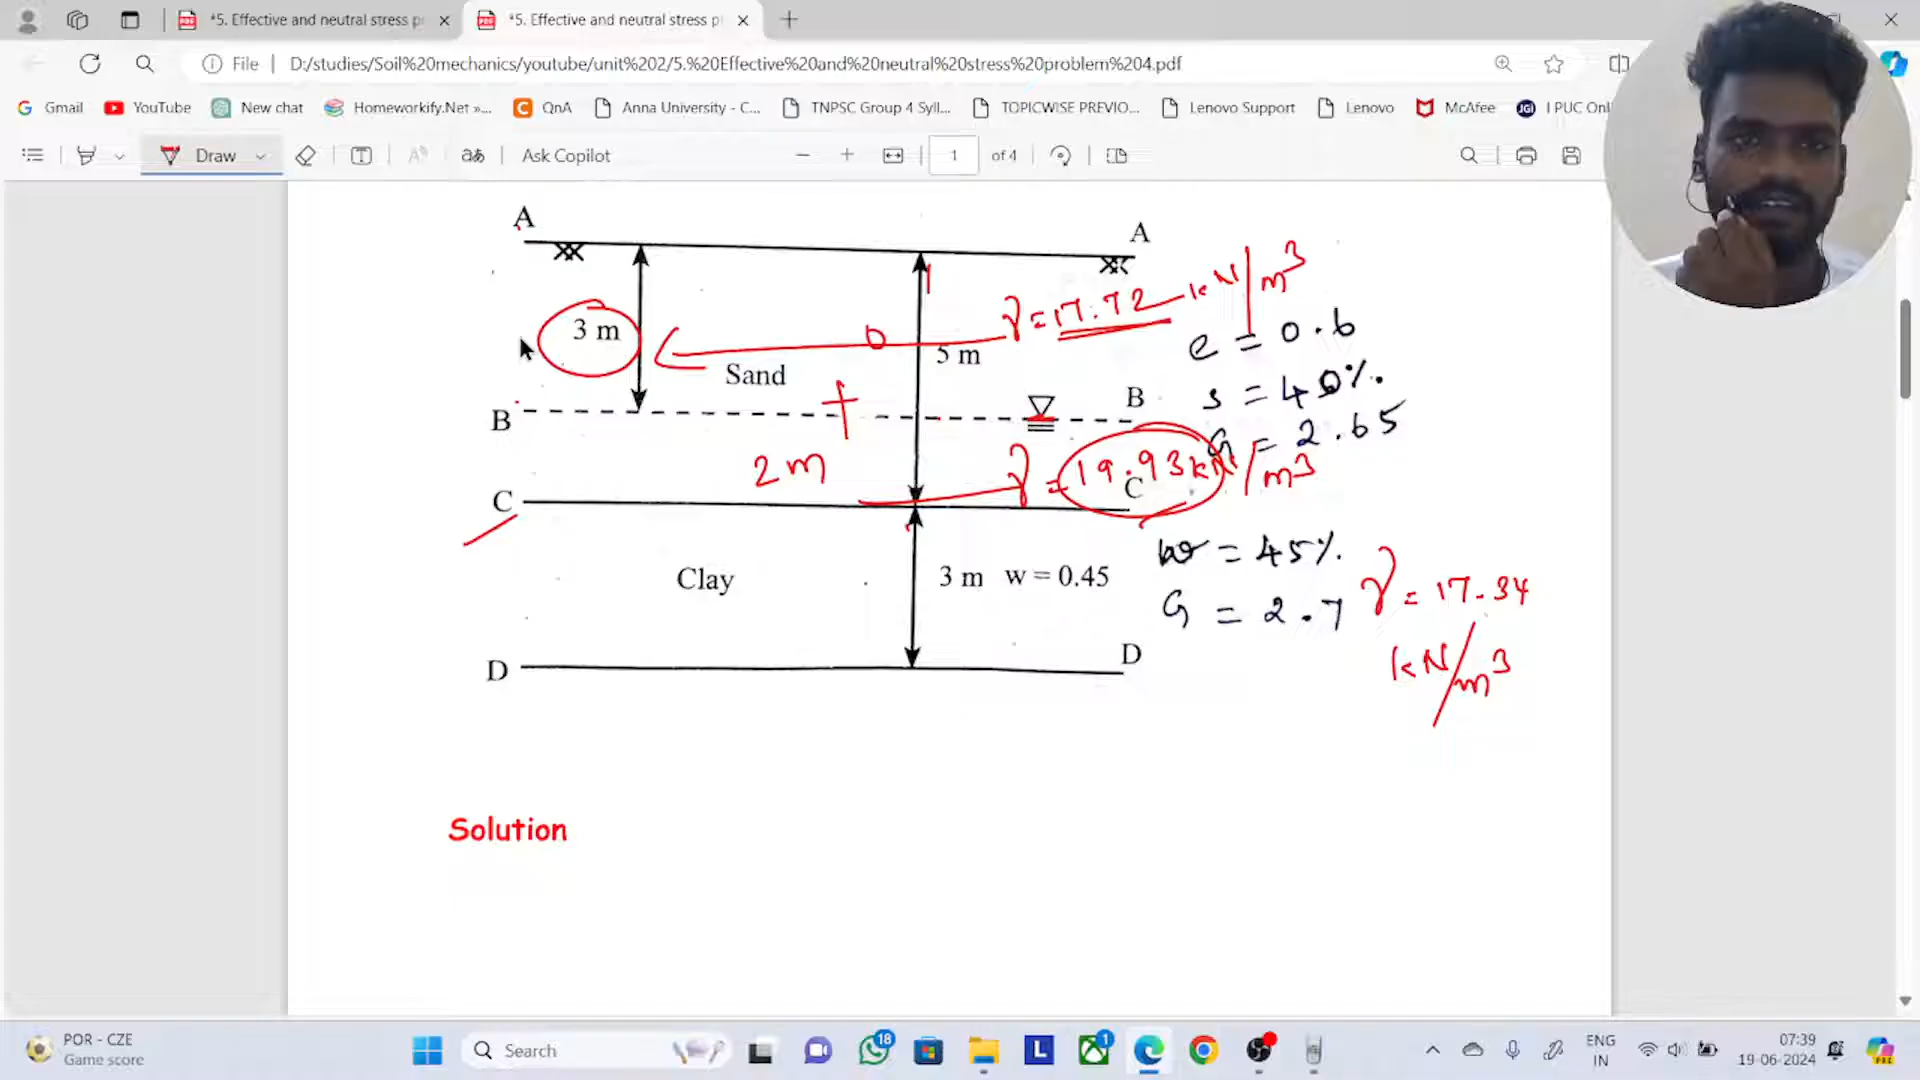 *5. Effective and neutral stress p
*5. Effective and neutral stress p
File
D:/studies/Soil%20mechanics/youtube/unit%202/5.%20Effective%20and%20neutral%20stress%20problem%204.pdf
Gmail
YouTube
New chat
Homeworkify.Net »...
QnA
Anna University - C...
TNPSC Group 4 Syll...
TOPICWISE PREVIO...
Lenovo Support
Lenovo
McAfee
I PUC Onl
Draw
Ask Copilot
1 of 4
A
A
γ = 17.72 kN/m3
3 m
5 m
Sand
e = 0.6
s = 40%.
B
B
G = 2.65
2 m
γ = 19.93 kN/m3
C
C
w = 45%.
Clay
3 m w = 0.45
G = 2.7
γ = 17.34
kN/m3
D
D
Solution
POR - CZE
Game score
Search
18
1
ENG
IN
07:39
19-06-2024